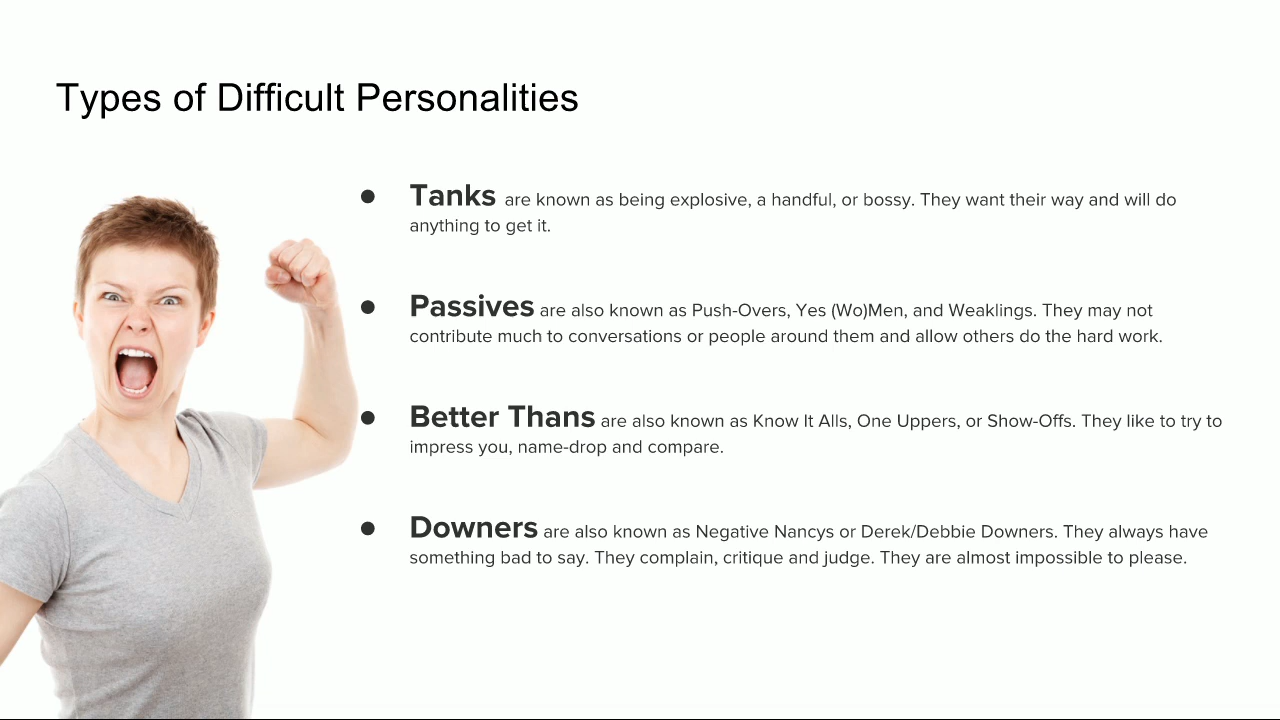 Types of Difficult Personalities
● Tanks are known as being explosive, a handful, or bossy. They want their way and will do
anything to get it.
● Passives are also known as Push-Overs, Yes (Wo)Men, and Weaklings. They may not
contribute much to conversations or people around them and allow others do the hard work.
● Better Thans are also known as Know It Alls, One Uppers, or Show-Offs. They like to try to
impress you, name-drop and compare.
● Downers are also known as Negative Nancys or Derek/Debbie Downers. They always have
something bad to say. They complain, critique and judge. They are almost impossible to please.